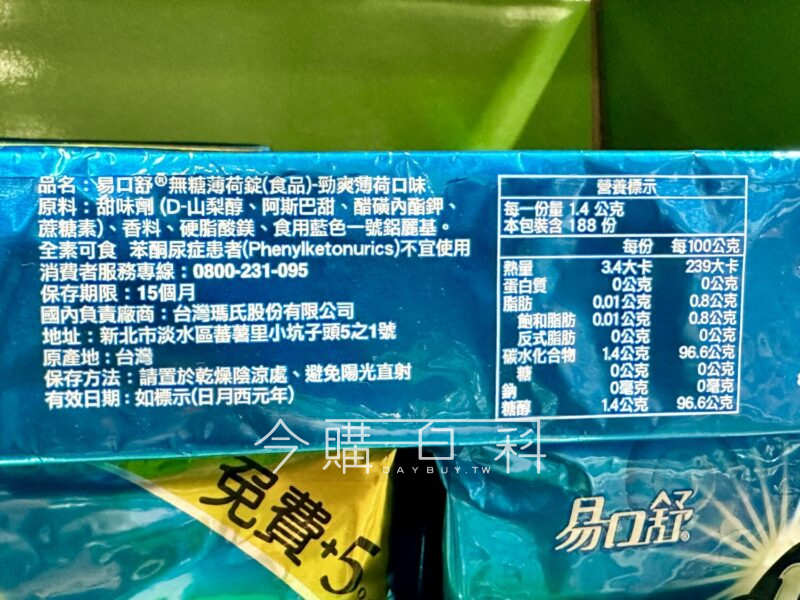 品名：易口舒®無糖薄荷錠(食品)-勁爽薄荷口味
原料：甜味劑 (D-山梨醇、阿斯巴甜、醋磺內酯鉀、
蔗糖素)、香料、硬脂酸鎂、食用藍色一號鋁麗基。
全素可食 苯酮尿症患者(Phenylketonurics)不宜使用
消費者服務專線：0800-231-095
保存期限：15個月
國內負責廠商：台灣瑪氏股份有限公司
地址：新北市淡水區蕃薯里小坑子頭5之1號
原產地：台灣
保存方法：請置於乾燥陰涼處、避免陽光直射
有效日期：如標示(日月西元年)
營養標示
每一份量 1.4 公克
本包裝含 188 份
每份 每100公克
熱量 3.4大卡 239大卡
蛋白質 0公克 0公克
脂肪 0.01公克 0.8公克
飽和脂肪 0.01公克 0.8公克
反式脂肪 0公克 0公克
碳水化合物 1.4公克 96.6公克
糖 0公克 0公克
鈉 0毫克 0毫克
糖醇 1.4公克 96.6公克
今購百科
DAYBUY.TW
免費+5
易口舒®